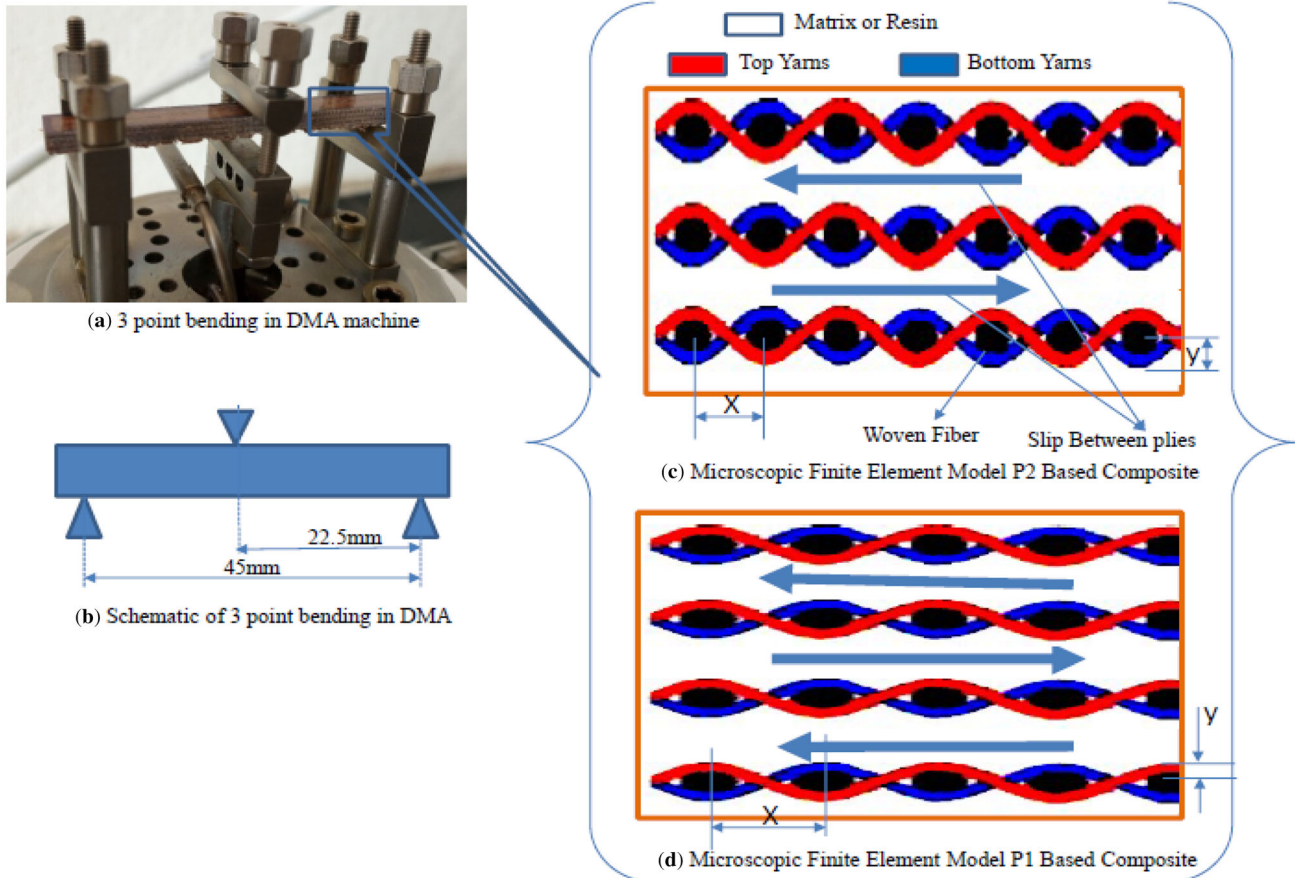 Matrix or Resin
Top Yarns
Bottom Yarns
(a) 3 point bending in DMA machine
y
X
Woven Fiber
Slip Between plies
(c) Microscopic Finite Element Model P2 Based Composite
22.5mm
45mm
(b) Schematic of 3 point bending in DMA
y
X
(d) Microscopic Finite Element Model P1 Based Composite